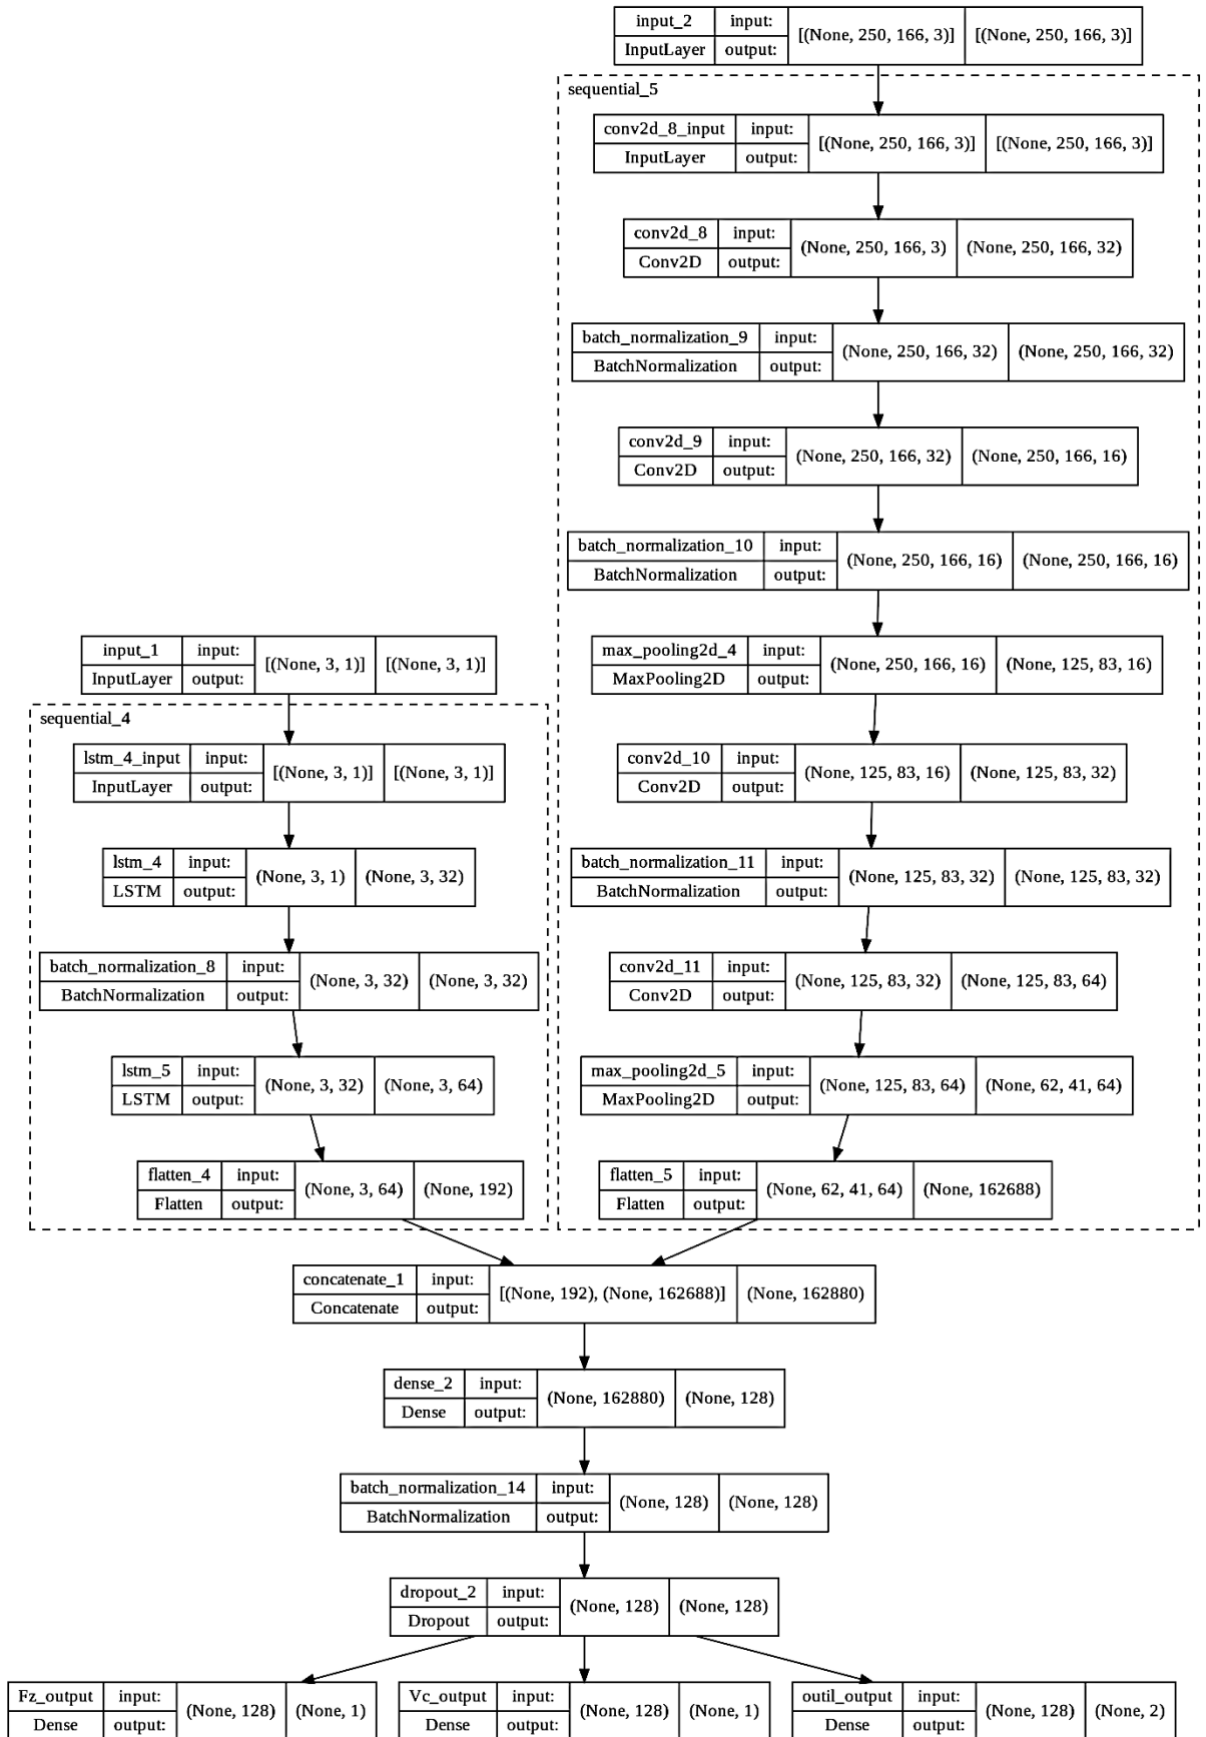 input_2 input: [(None, 250, 166, 3)] [(None, 250, 166, 3)]
InputLayer output:
sequential_5
conv2d_8_input input: [(None, 250, 166, 3)] [(None, 250, 166, 3)]
InputLayer output:
conv2d_8 input: (None, 250, 166, 3) (None, 250, 166, 32)
Conv2D output:
batch_normalization_9 input: (None, 250, 166, 32) (None, 250, 166, 32)
BatchNormalization output:
conv2d_9 input: (None, 250, 166, 32) (None, 250, 166, 16)
Conv2D output:
batch_normalization_10 input: (None, 250, 166, 16) (None, 250, 166, 16)
BatchNormalization output:
max_pooling2d_4 input: (None, 250, 166, 16) (None, 125, 83, 16)
MaxPooling2D output:
conv2d_10 input: (None, 125, 83, 16) (None, 125, 83, 32)
Conv2D output:
batch_normalization_11 input: (None, 125, 83, 32) (None, 125, 83, 32)
BatchNormalization output:
conv2d_11 input: (None, 125, 83, 32) (None, 125, 83, 64)
Conv2D output:
max_pooling2d_5 input: (None, 125, 83, 64) (None, 62, 41, 64)
MaxPooling2D output:
flatten_5 input: (None, 62, 41, 64) (None, 162688)
Flatten output:
input_1 input: [(None, 3, 1)] [(None, 3, 1)]
InputLayer output:
sequential_4
lstm_4_input input: [(None, 3, 1)] [(None, 3, 1)]
InputLayer output:
lstm_4 input: (None, 3, 1) (None, 3, 32)
LSTM output:
batch_normalization_8 input: (None, 3, 32) (None, 3, 32)
BatchNormalization output:
lstm_5 input: (None, 3, 32) (None, 3, 64)
LSTM output:
flatten_4 input: (None, 3, 64) (None, 192)
Flatten output:
concatenate_1 input: [(None, 192), (None, 162688)] (None, 162880)
Concatenate output:
dense_2 input: (None, 162880) (None, 128)
Dense output:
batch_normalization_14 input: (None, 128) (None, 128)
BatchNormalization output:
dropout_2 input: (None, 128) (None, 128)
Dropout output:
Fz_output input: (None, 128) (None, 1)
Dense output:
Vc_output input: (None, 128) (None, 1)
Dense output:
outil_output input: (None, 128) (None, 2)
Dense output: